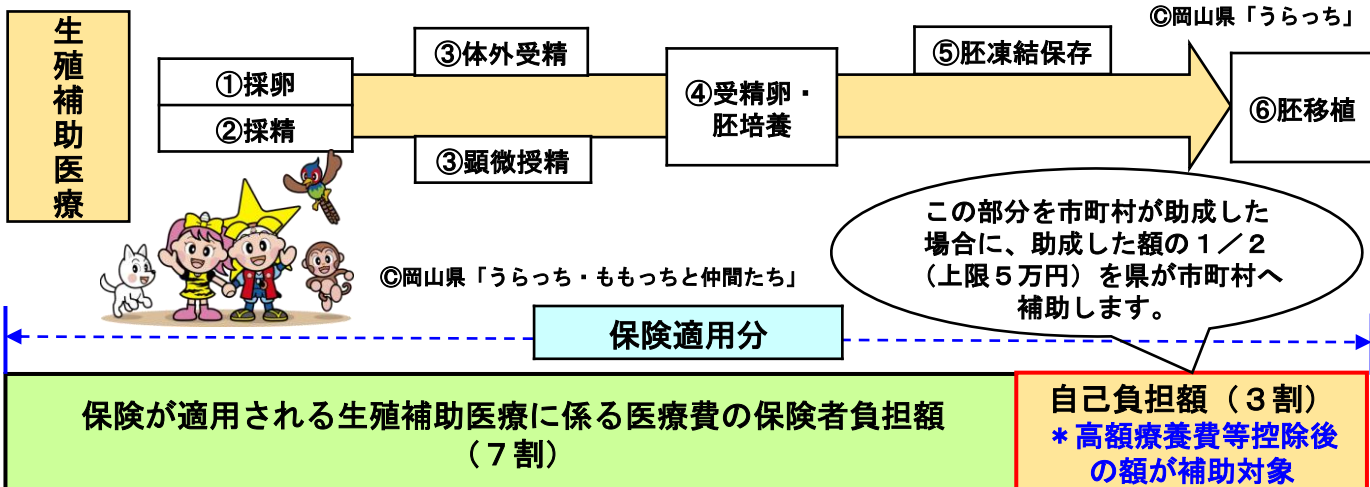 ©岡山県「うらっち」
生殖補助医療
①採卵
②採精
③体外受精
③顕微授精
④受精卵・
胚培養
⑤胚凍結保存
⑥胚移植
この部分を市町村が助成した
場合に、助成した額の1/2
(上限5万円)を県が市町村へ
補助します。
©岡山県「うらっち・ももっちと仲間たち」
保険適用分
保険が適用される生殖補助医療に係る医療費の保険者負担額
(7割)
自己負担額(3割)
*高額療養費等控除後
の額が補助対象